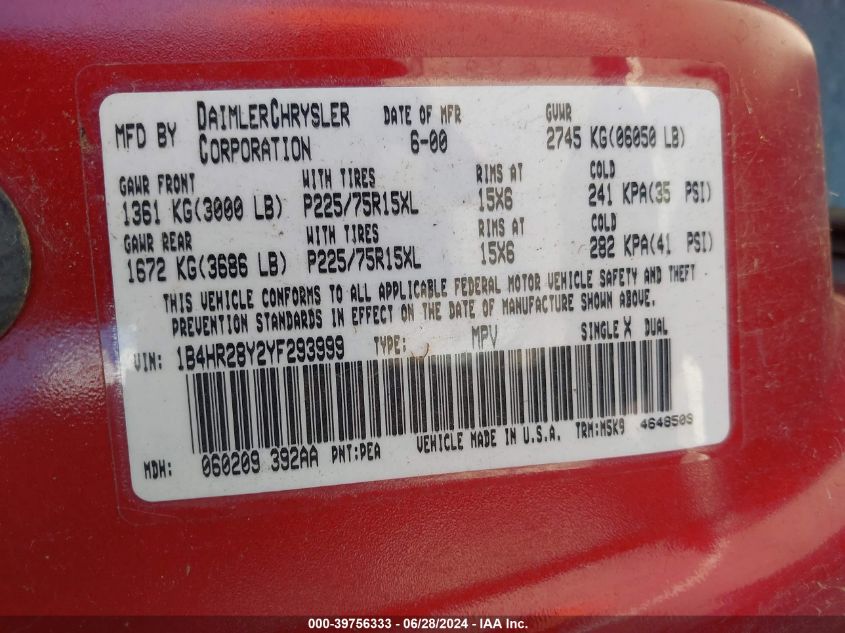 MFD BY DAIMLERCHRYSLER CORPORATION DATE OF MFR 6-00 GVWR 2745 KG(06050 LB)
GAWR FRONT WITH TIRES RIMS AT COLD
1361 KG(3000 LB) P225/75R15XL 15X6 241 KPA(35 PSI)
GAWR REAR WITH TIRES RIMS AT COLD
1672 KG(3686 LB) P225/75R15XL 15X6 282 KPA(41 PSI)
THIS VEHICLE CONFORMS TO ALL APPLICABLE FEDERAL MOTOR VEHICLE SAFETY AND THEFT
PREVENTION STANDARDS IN EFFECT ON THE DATE OF MANUFACTURE SHOWN ABOVE.
VIN: 1B4HR28Y2YF293999 TYPE: MPV SINGLE X DUAL
MDH: 060209 392AA PNT:PEA VEHICLE MADE IN U.S.A. TRM:M5K9 4648509
000-39756333 - 06/28/2024 - IAA Inc.